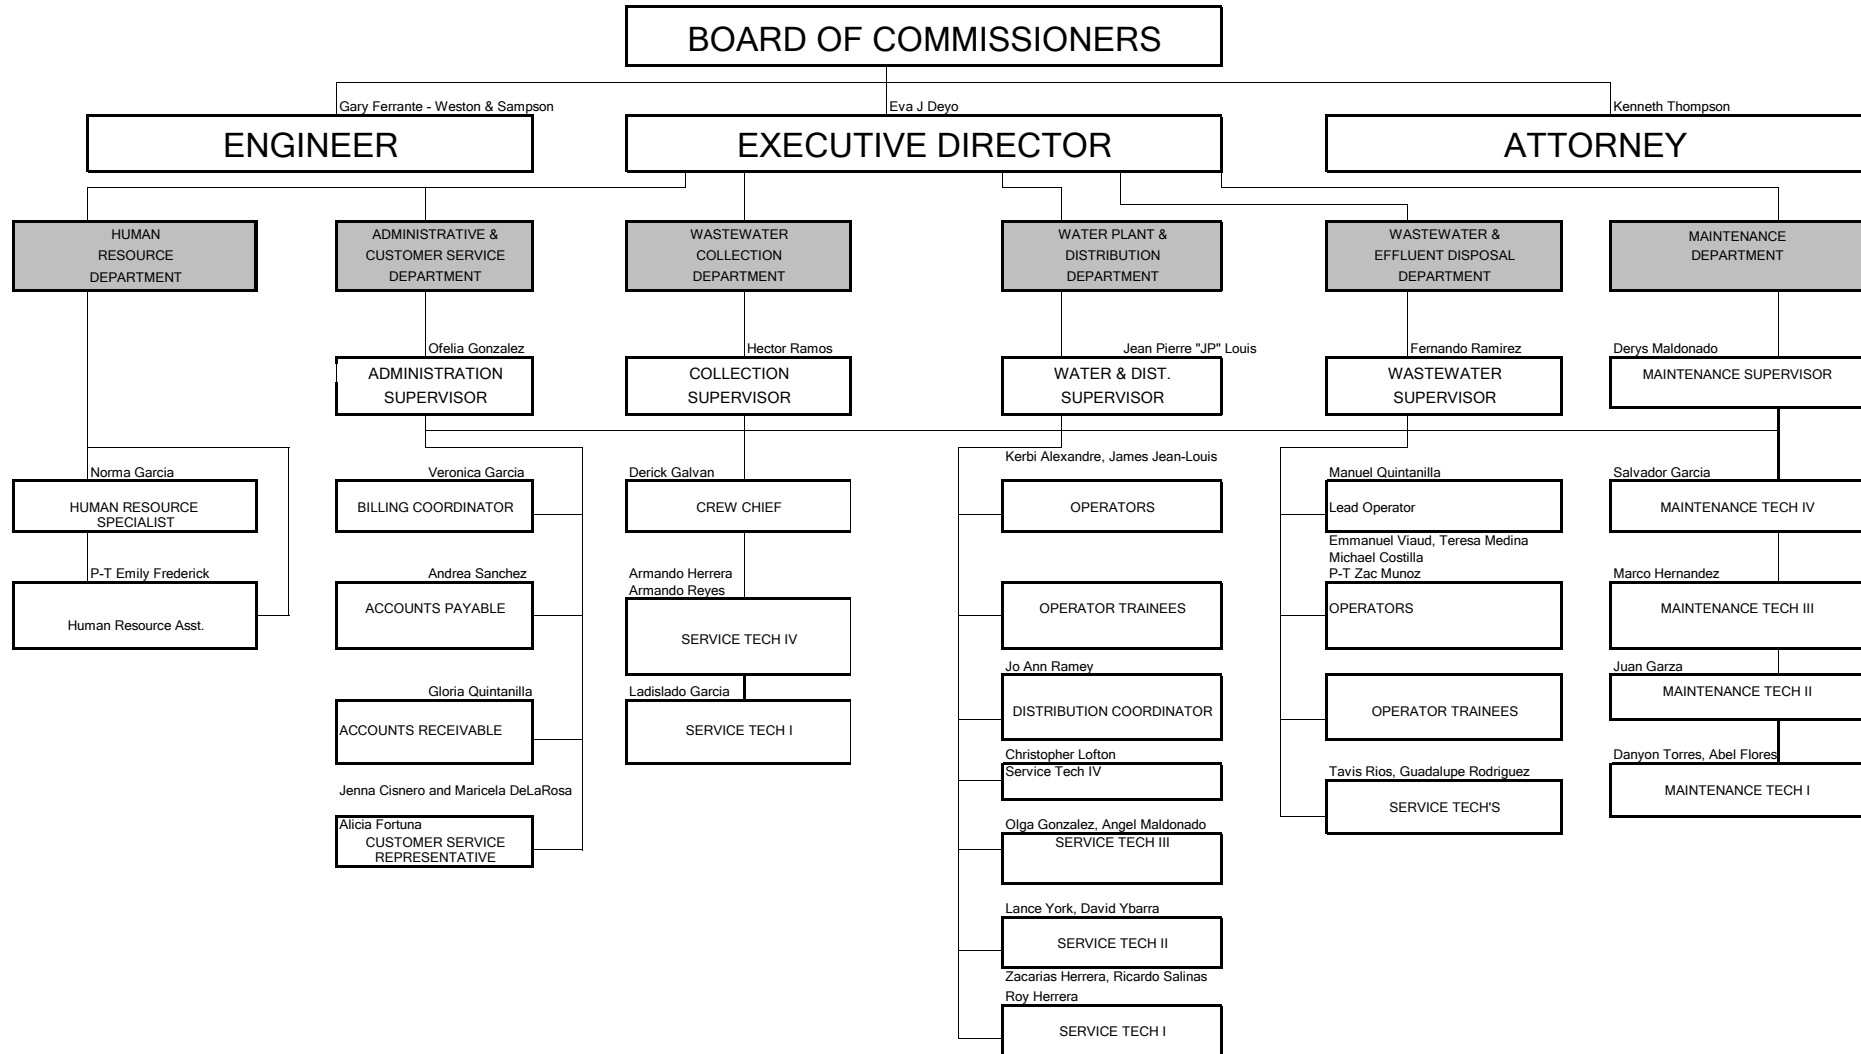 BOARD OF COMMISSIONERS
Gary Ferrante - Weston & Sampson
ENGINEER
Eva J Deyo
EXECUTIVE DIRECTOR
Kenneth Thompson
ATTORNEY
HUMAN
RESOURCE
DEPARTMENT
ADMINISTRATIVE &
CUSTOMER SERVICE
DEPARTMENT
WASTEWATER
COLLECTION
DEPARTMENT
WATER PLANT &
DISTRIBUTION
DEPARTMENT
WASTEWATER &
EFFLUENT DISPOSAL
DEPARTMENT
MAINTENANCE
DEPARTMENT
Ofelia Gonzalez
ADMINISTRATION
SUPERVISOR
Hector Ramos
COLLECTION
SUPERVISOR
Jean Pierre "JP" Louis
WATER & DIST.
SUPERVISOR
Fernando Ramirez
WASTEWATER
SUPERVISOR
Derys Maldonado
MAINTENANCE SUPERVISOR
Norma Garcia
HUMAN RESOURCE
SPECIALIST
P-T Emily Frederick
Human Resource Asst.
Veronica Garcia
BILLING COORDINATOR
Andrea Sanchez
ACCOUNTS PAYABLE
Gloria Quintanilla
ACCOUNTS RECEIVABLE
Jenna Cisnero and Maricela DeLaRosa
Alicia Fortuna
CUSTOMER SERVICE
REPRESENTATIVE
Derick Galvan
CREW CHIEF
Armando Herrera
Armando Reyes
SERVICE TECH IV
Ladislado Garcia
SERVICE TECH I
Kerbi Alexandre, James Jean-Louis
OPERATORS
OPERATOR TRAINEES
Jo Ann Ramey
DISTRIBUTION COORDINATOR
Christopher Lofton
Service Tech IV
Olga Gonzalez, Angel Maldonado
SERVICE TECH III
Lance York, David Ybarra
SERVICE TECH II
Zacarias Herrera, Ricardo Salinas
Roy Herrera
SERVICE TECH I
Manuel Quintanilla
Lead Operator
Emmanuel Viaud, Teresa Medina
Michael Costilla
P-T Zac Munoz
OPERATORS
OPERATOR TRAINEES
Tavis Rios, Guadalupe Rodriguez
SERVICE TECH'S
Salvador Garcia
MAINTENANCE TECH IV
Marco Hernandez
MAINTENANCE TECH III
Juan Garza
MAINTENANCE TECH II
Danyon Torres, Abel Flores
MAINTENANCE TECH I